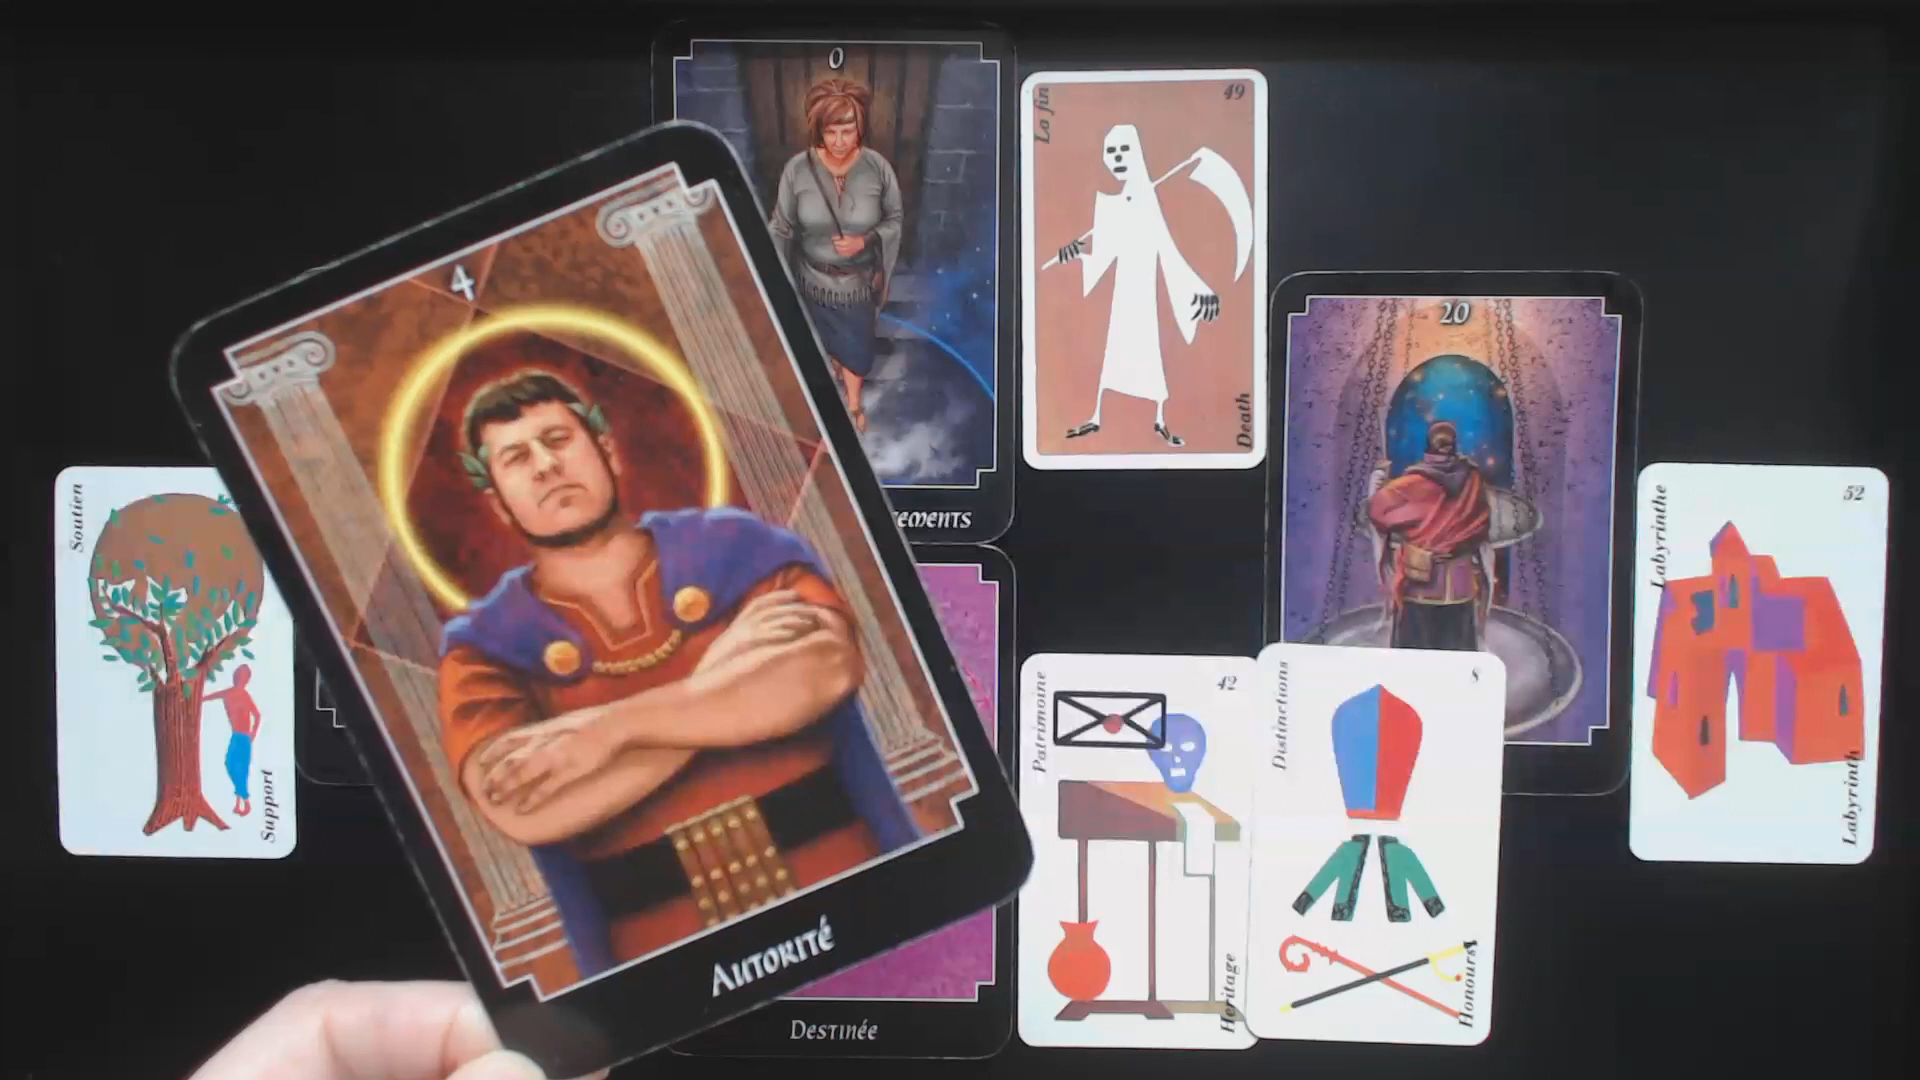 0
La fin
49
Death
4
20
ements
Soutien
Support
52
Labyrinthe
Labyrinth
42
Patrimoine
Heritage
8
Distinctions
Honours
Autorité
Destinée